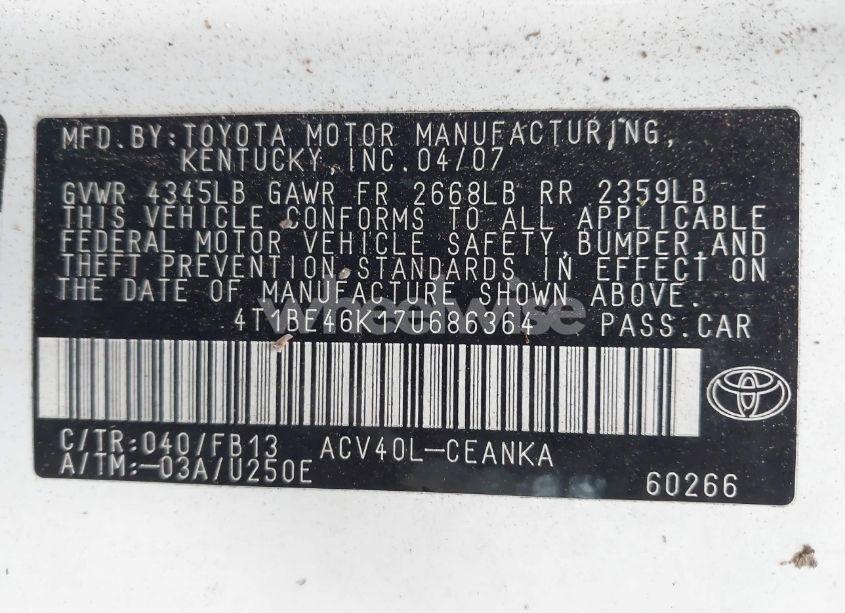 MFD. BY: TOYOTA MOTOR MANUFACTURING,
KENTUCKY, INC. 04/07
GVWR 4345LB GAWR FR 2668LB RR 2359LB
THIS VEHICLE CONFORMS TO ALL APPLICABLE
FEDERAL MOTOR VEHICLE SAFETY, BUMPER, AND
THEFT PREVENTION STANDARDS IN EFFECT ON
THE DATE OF MANUFACTURE SHOWN ABOVE.
wheelwise
4T1BE46K17U686364 PASS. CAR
C/TR: 040/FB13 ACV40L-CEANKA
A/TM: -03A/U250E
60266